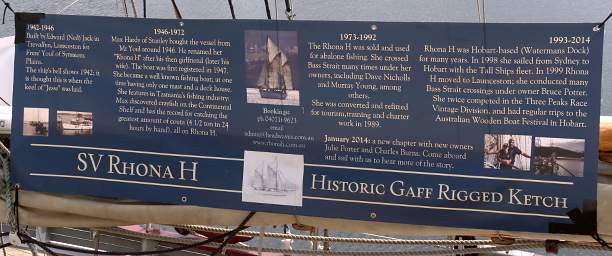 1942-1946
Built by Edward (Ned) Jack in
Trevallyn, Launceston for
Fred Youl of Symmons
Plains.
The ship's bell shows 1942; it
is thought this is when the
keel of "Jessie" was laid.
1946-1972
Max Hardy of Stanley bought the vessel from
Mr Youl around 1946. He renamed her
"Rhona H" after his then girlfriend (later his
wife). The boat was first registered in 1947.
She became a well known fishing boat, at one
time having only one mast and a deck house.
She features in Tasmania's fishing industry.
Max discovered crayfish on the Continental
Shelf and has the record for catching the
greatest amount of couta (4 1/2 ton in 24
hours by hand), all on Rhona H.
Bookings:
email
www.rhonah.com.au
1973-1992
The Rhona H was sold and used
for abalone fishing. She crossed
Bass Strait many times under her
owners, including Dave Nicholls
and Murray Young, among
others.
She was converted and refitted
for tourism, training and charter
work in 1989.
January 2014: a new chapter with new owners
Julie Porter and Charles Burns. Come aboard
and sail with us to hear more of the story.
1993-2014
Rhona H was Hobart-based (Watermans Dock)
for many years. In 1998 she sailed from Sydney to
Hobart with the Tall Ships fleet. In 1999 Rhona
H moved to Launceston; she conducted many
Bass Strait crossings under owner Bruce Potter.
She twice competed in the Three Peaks Race
Vintage Division, and had regular trips to the
Australian Wooden Boat Festival in Hobart.
SV Rhona H
Historic Gaff Rigged Ketch